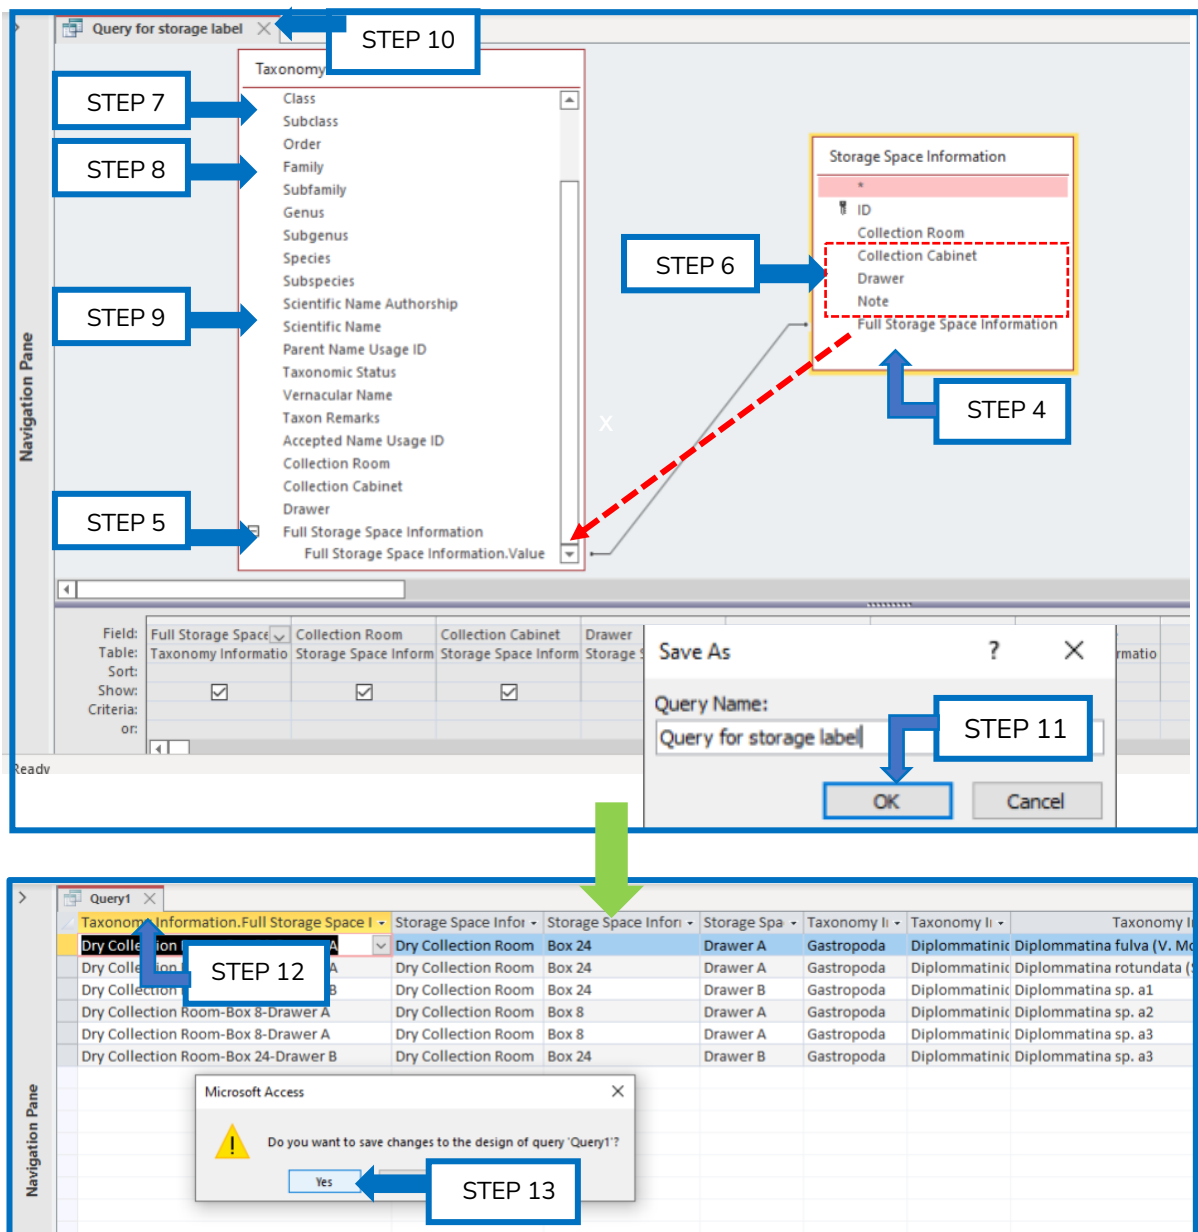 Query for storage label
STEP 10
Taxonomy
STEP 7
Class
Subclass
Order
STEP 8
Family
Subfamily
Genus
Subgenus
Species
Subspecies
Scientific Name Authorship
STEP 9
Scientific Name
Parent Name Usage ID
Taxonomic Status
Vernacular Name
Taxon Remarks
Accepted Name Usage ID
Collection Room
Collection Cabinet
Drawer
STEP 5
Full Storage Space Information
Full Storage Space Information.Value
Storage Space Information
*
ID
Collection Room
STEP 6
Collection Cabinet
Drawer
Note
Full Storage Space Information
STEP 4
x
Navigation Pane
Field: Full Storage Space Collection Room Collection Cabinet Drawer
Table: Taxonomy Informatio Storage Space Inform Storage Space Inform Storage S rmatio
Sort:
Show:
Criteria:
or:
Ready
Save As ? X
Query Name:
Query for storage label
STEP 11
OK Cancel
Query1
Taxonomy Information.Full Storage Space I Storage Space Infor Storage Space Infor Storage Spa Taxonomy I Taxonomy I Taxonomy I
Dry Colle A Dry Collection Room Box 24 Drawer A Gastropoda Diplommatinic Diplommatina fulva (V. Mo
Dry Colle A Dry Collection Room Box 24 Drawer A Gastropoda Diplommatinic Diplommatina rotundata (S
STEP 12
Dry Collection B Dry Collection Room Box 24 Drawer B Gastropoda Diplommatinic Diplommatina sp. a1
Dry Collection Room-Box 8-Drawer A Dry Collection Room Box 8 Drawer A Gastropoda Diplommatinic Diplommatina sp. a2
Dry Collection Room-Box 8-Drawer A Dry Collection Room Box 8 Drawer A Gastropoda Diplommatinic Diplommatina sp. a3
Dry Collection Room-Box 24-Drawer B Dry Collection Room Box 24 Drawer B Gastropoda Diplommatinic Diplommatina sp. a3
Microsoft Access
Do you want to save changes to the design of query 'Query1'?
Yes
STEP 13
Navigation Pane